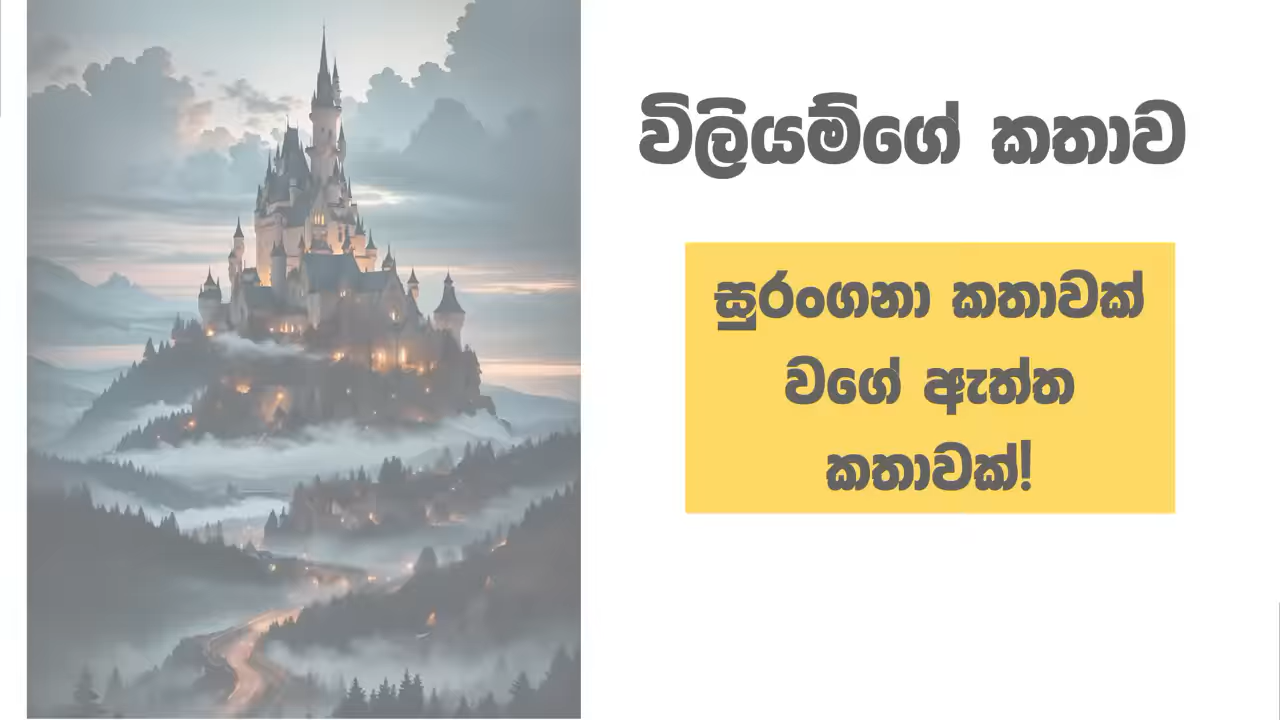 විලියම්ගේ කතාව
සුරංගනා කතාවක්
වගේ ඇත්ත
කතාවක්!